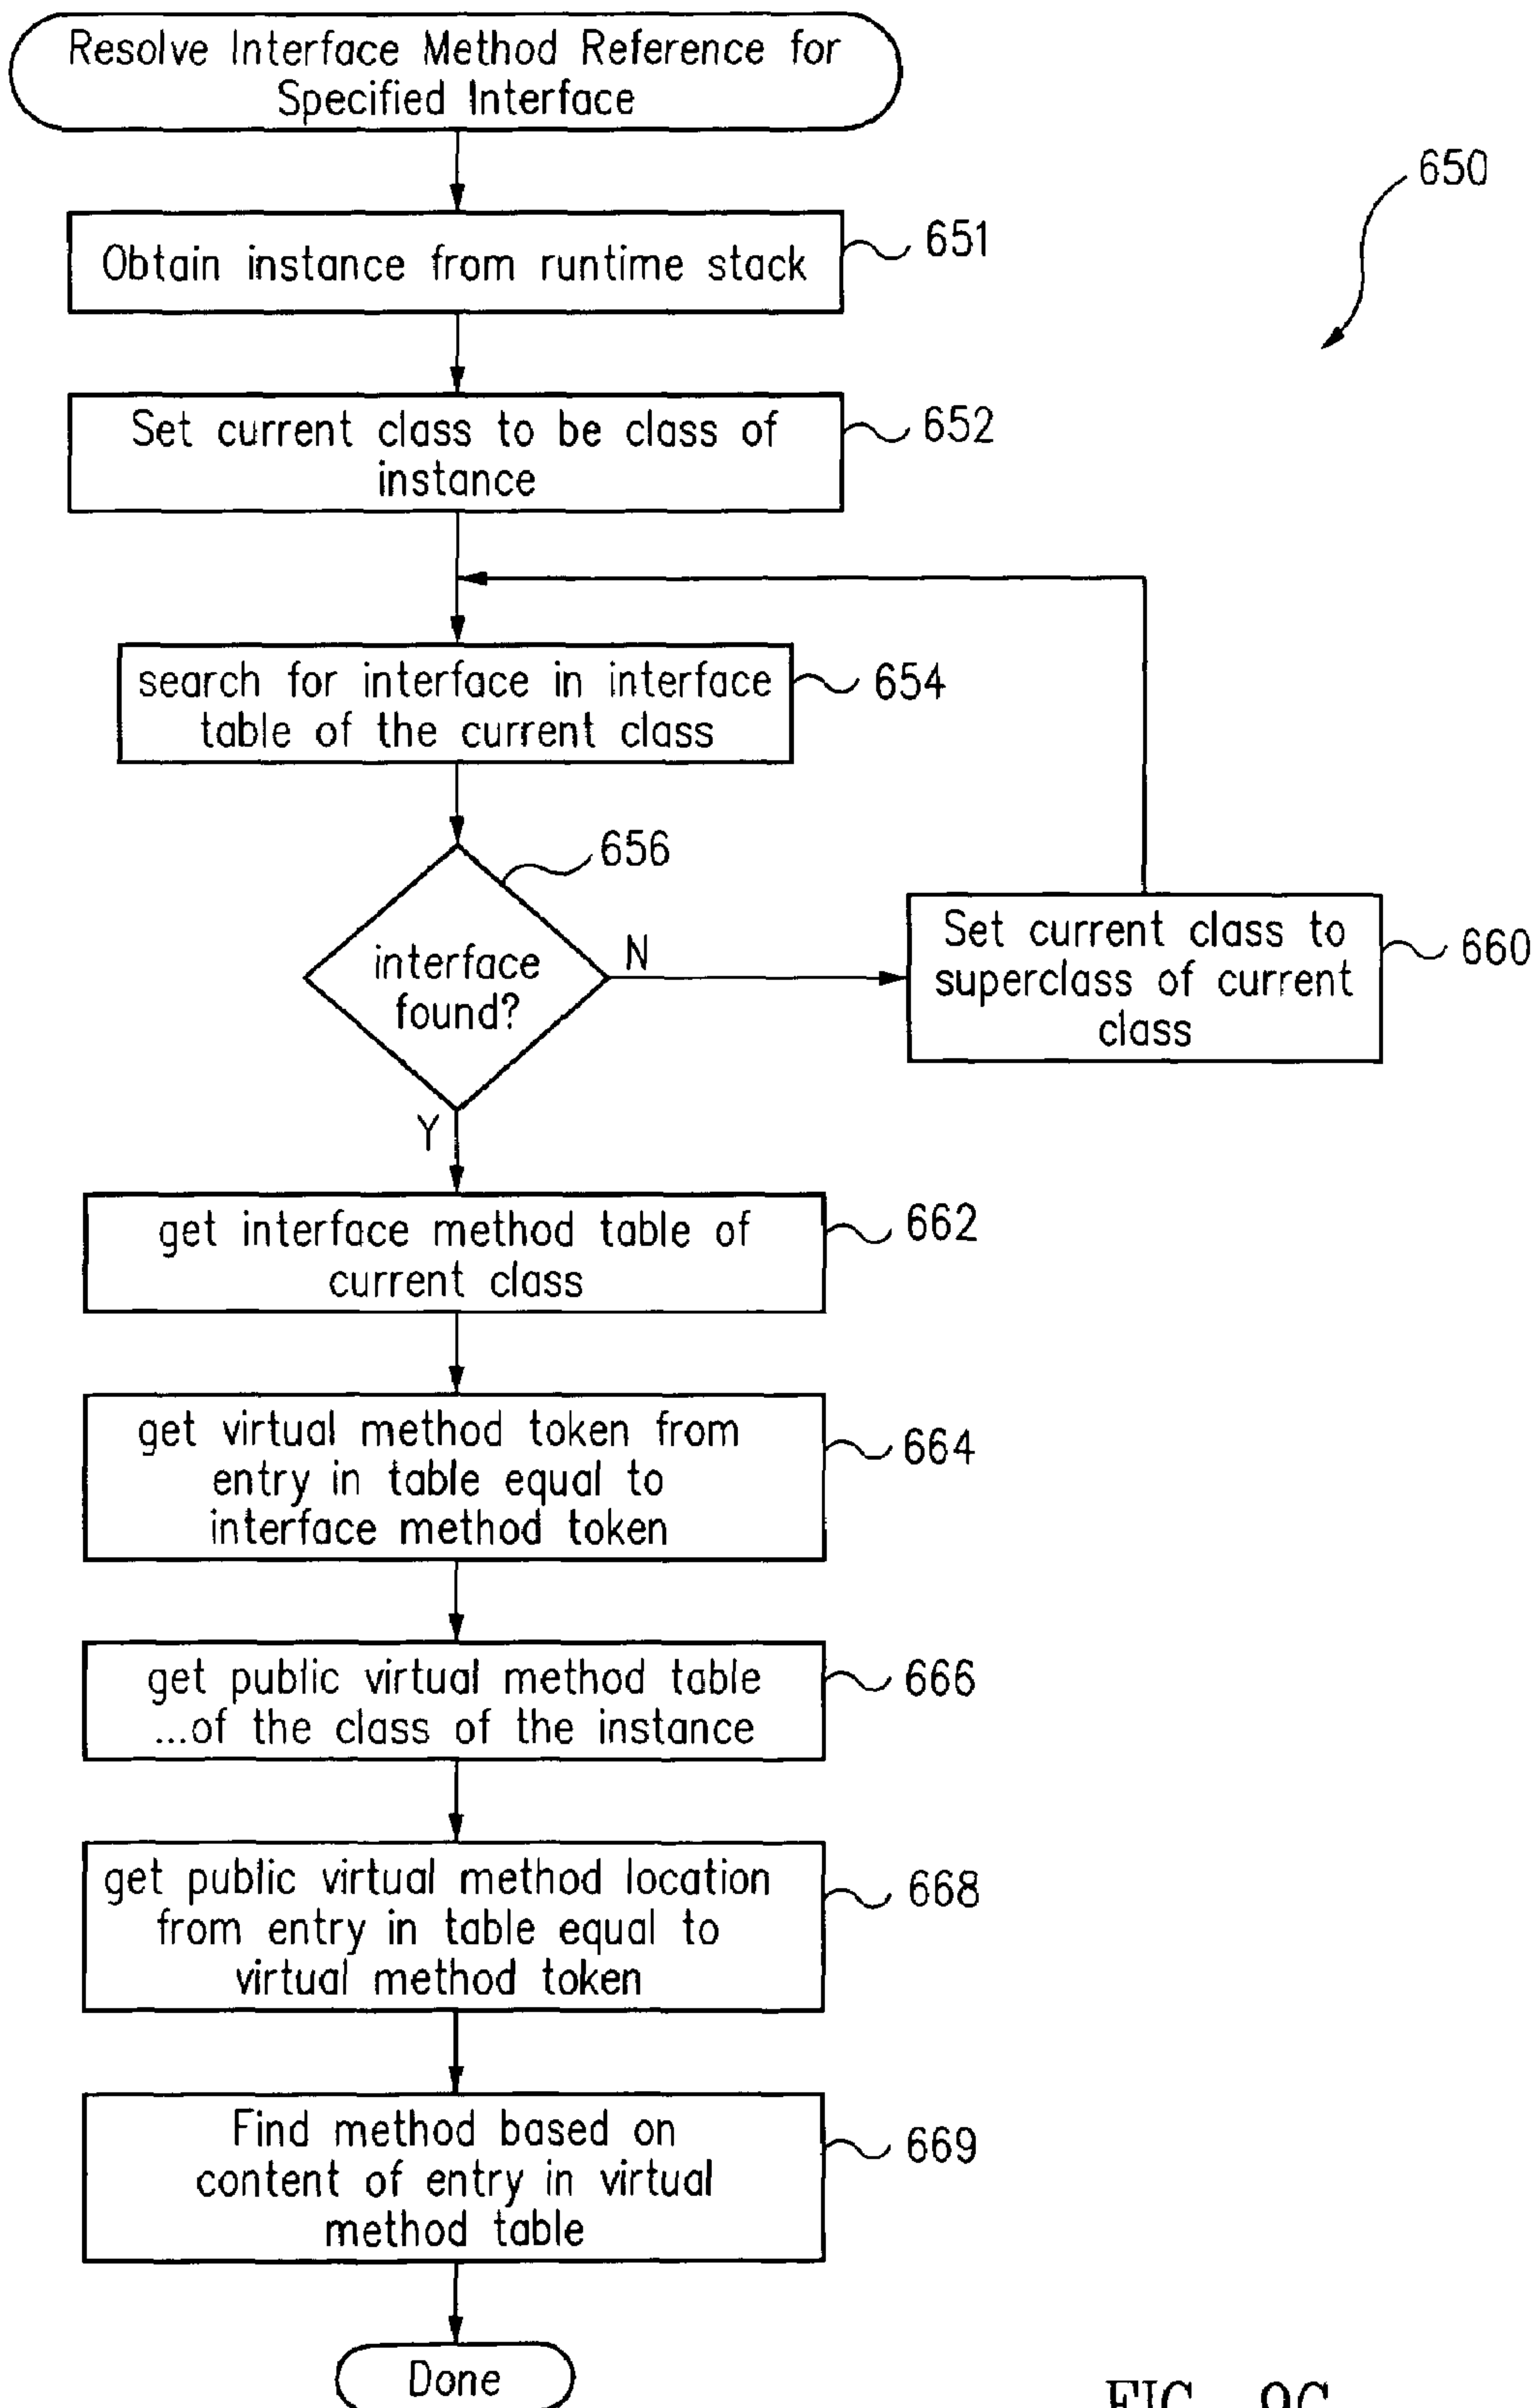 Resolve Interface Method Reference for
Specified Interface
650
Obtain instance from runtime stack
651
Set current class to be class of
instance
652
search for interface in interface
table of the current class
654
656
interface
found?
N
Set current class to
superclass of current
class
660
Y
get interface method table of
current class
662
get virtual method token from
entry in table equal to
interface method token
664
get public virtual method table
...of the class of the instance
666
get public virtual method location
from entry in table equal to
virtual method token
668
Find method based on
content of entry in virtual
method table
669
Done